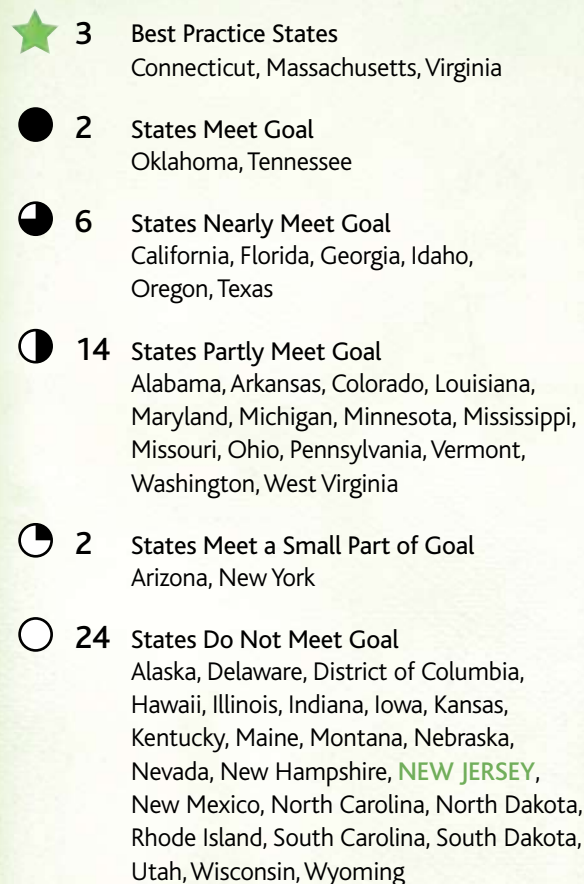 3 Best Practice States
Connecticut, Massachusetts, Virginia
2 States Meet Goal
Oklahoma, Tennessee
6 States Nearly Meet Goal
California, Florida, Georgia, Idaho,
Oregon, Texas
14 States Partly Meet Goal
Alabama, Arkansas, Colorado, Louisiana,
Maryland, Michigan, Minnesota, Mississippi,
Missouri, Ohio, Pennsylvania, Vermont,
Washington, West Virginia
2 States Meet a Small Part of Goal
Arizona, New York
24 States Do Not Meet Goal
Alaska, Delaware, District of Columbia,
Hawaii, Illinois, Indiana, Iowa, Kansas,
Kentucky, Maine, Montana, Nebraska,
Nevada, New Hampshire, NEW JERSEY,
New Mexico, North Carolina, North Dakota,
Rhode Island, South Carolina, South Dakota,
Utah, Wisconsin, Wyoming